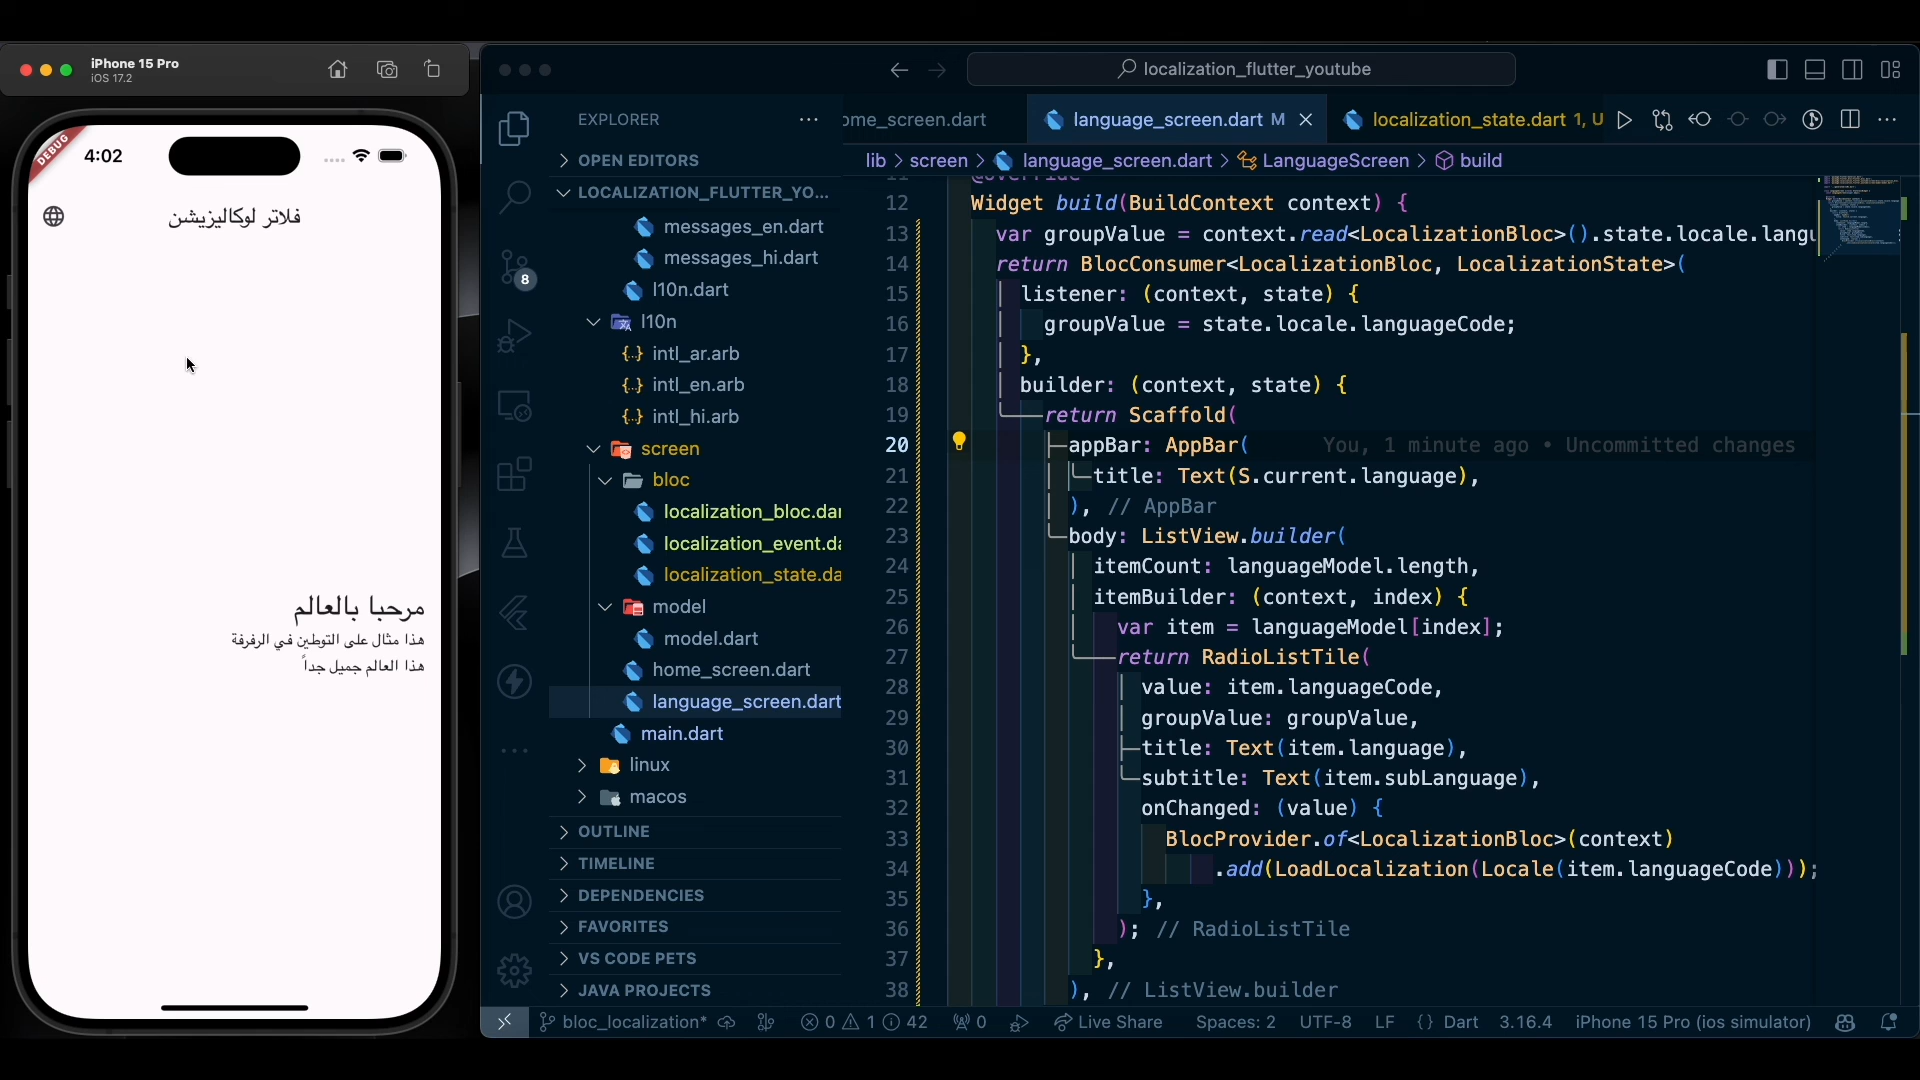 iPhone 15 Pro
iOS 17.2
DEBUG
4:02
فلاتر لوكاليزيشن
مرحبا بالعالم
هذا مثال على التوطين في الرفرفة
هذا العالم جميل جداً
localization_flutter_youtube
EXPLORER
OPEN EDITORS
LOCALIZATION_FLUTTER_YO...
messages_en.dart
messages_hi.dart
l10n.dart
l10n
intl_ar.arb
intl_en.arb
intl_hi.arb
screen
bloc
localization_bloc.dar
localization_event.da
localization_state.da
model
model.dart
home_screen.dart
language_screen.dart
main.dart
linux
macos
OUTLINE
TIMELINE
DEPENDENCIES
FAVORITES
VS CODE PETS
JAVA PROJECTS
8
ome_screen.dart
language_screen.dart M
localization_state.dart 1, U
lib > screen > language_screen.dart > LanguageScreen > build
11 @override
12 Widget build(BuildContext context) {
13 var groupValue = context.read<LocalizationBloc>().state.locale.langu
14 return BlocConsumer<LocalizationBloc, LocalizationState>(
15 listener: (context, state) {
16 groupValue = state.locale.languageCode;
17 },
18 builder: (context, state) {
19 return Scaffold(
20 appBar: AppBar( You, 1 minute ago • Uncommitted changes
21 title: Text(S.current.language),
22 ), // AppBar
23 body: ListView.builder(
24 itemCount: languageModel.length,
25 itemBuilder: (context, index) {
26 var item = languageModel[index];
27 return RadioListTile(
28 value: item.languageCode,
29 groupValue: groupValue,
30 title: Text(item.language),
31 subtitle: Text(item.subLanguage),
32 onChanged: (value) {
33 BlocProvider.of<LocalizationBloc>(context)
34 .add(LoadLocalization(Locale(item.languageCode)));
35 },
36 ); // RadioListTile
37 },
38 ), // ListView.builder
bloc_localization* 0 1 42 0 Live Share Spaces: 2 UTF-8 LF {} Dart 3.16.4 iPhone 15 Pro (ios simulator)